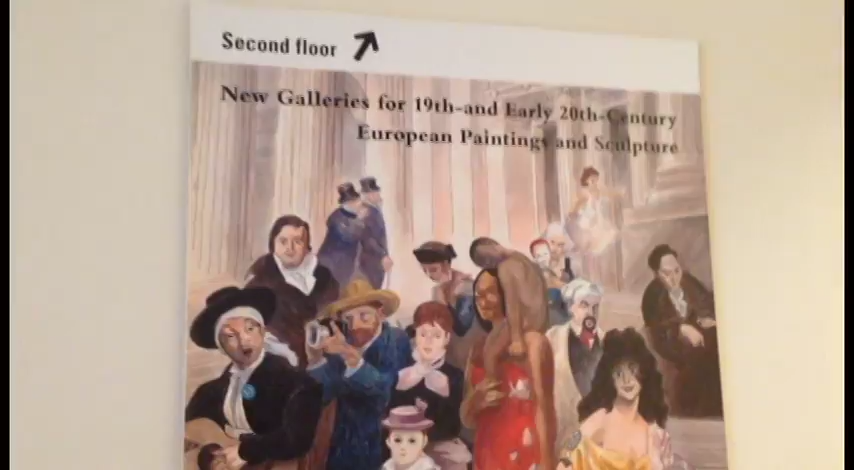 Second floor
New Galleries for 19th-and Early 20th-Century
European Paintings and Sculpture